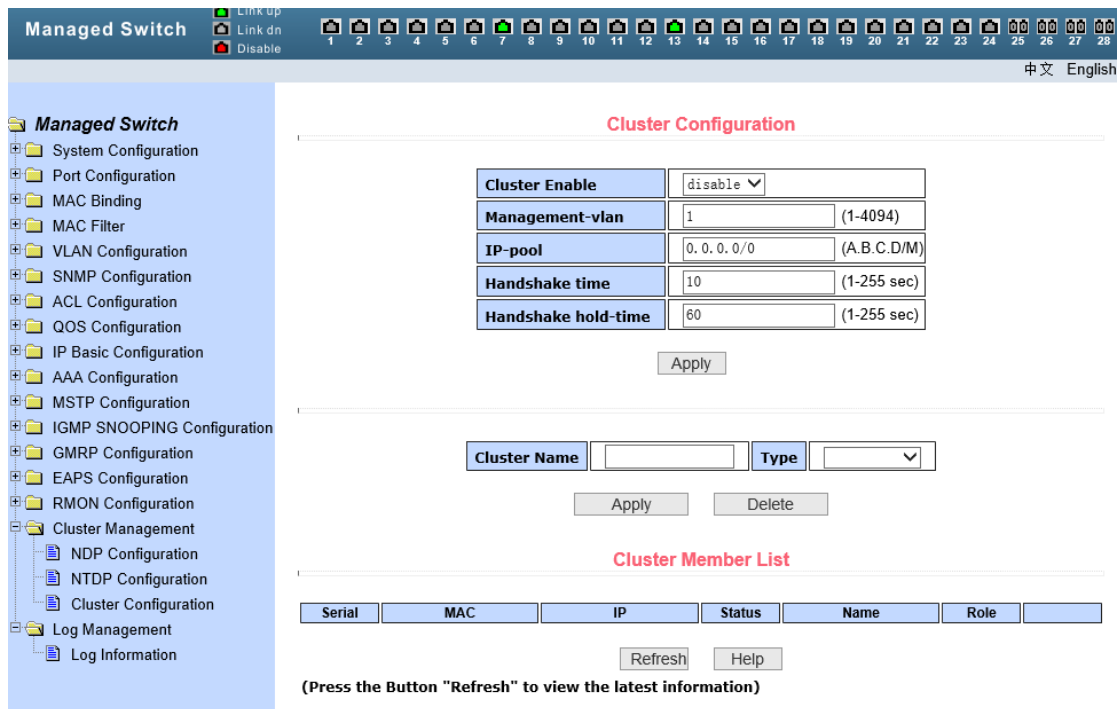 Managed Switch
Link up
Link dn
Disable
1 2 3 4 5 6 7 8 9 10 11 12 13 14 15 16 17 18 19 20 21 22 23 24 25 26 27 28
中文 English
Managed Switch
System Configuration
Port Configuration
MAC Binding
MAC Filter
VLAN Configuration
SNMP Configuration
ACL Configuration
QOS Configuration
IP Basic Configuration
AAA Configuration
MSTP Configuration
IGMP SNOOPING Configuration
GMRP Configuration
EAPS Configuration
RMON Configuration
Cluster Management
NDP Configuration
NTDP Configuration
Cluster Configuration
Log Management
Log Information
Cluster Configuration
Cluster Enable disable
Management-vlan 1 (1-4094)
IP-pool 0.0.0.0/0 (A.B.C.D/M)
Handshake time 10 (1-255 sec)
Handshake hold-time 60 (1-255 sec)
Apply
Cluster Name Type
Apply Delete
Cluster Member List
Serial MAC IP Status Name Role
Refresh Help
(Press the Button "Refresh" to view the latest information)